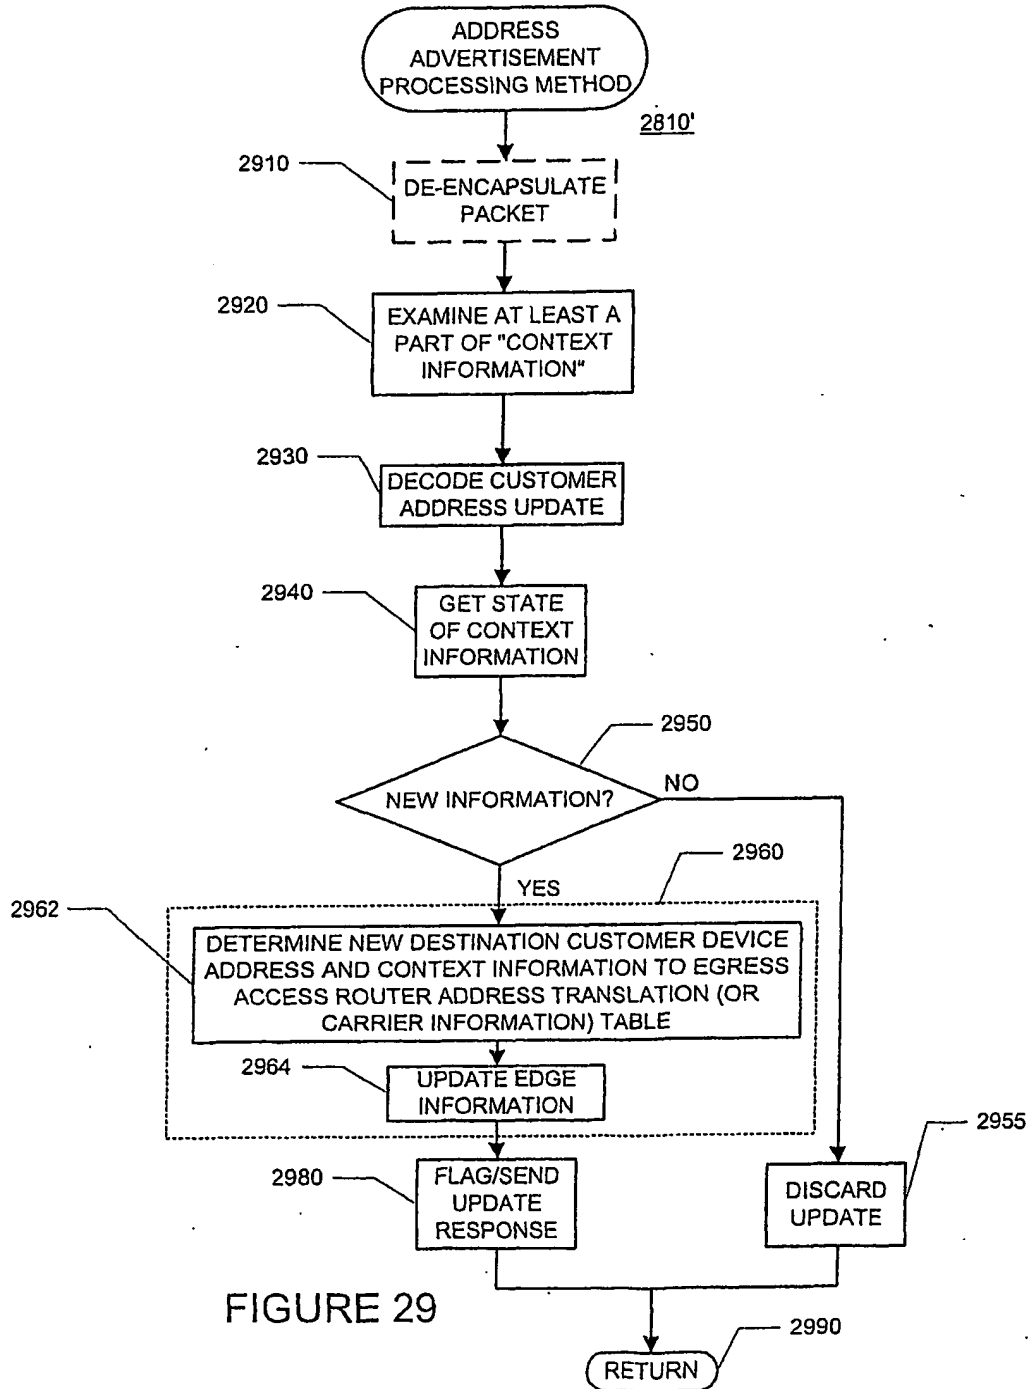 ADDRESS
ADVERTISEMENT
PROCESSING METHOD
2810'
2910
DE-ENCAPSULATE
PACKET
2920
EXAMINE AT LEAST A
PART OF "CONTEXT
INFORMATION"
2930
DECODE CUSTOMER
ADDRESS UPDATE
2940
GET STATE
OF CONTEXT
INFORMATION
2950
NEW INFORMATION?
NO
YES
2960
2962
DETERMINE NEW DESTINATION CUSTOMER DEVICE
ADDRESS AND CONTEXT INFORMATION TO EGRESS
ACCESS ROUTER ADDRESS TRANSLATION (OR
CARRIER INFORMATION) TABLE
2964
UPDATE EDGE
INFORMATION
2980
FLAG/SEND
UPDATE
RESPONSE
2955
DISCARD
UPDATE
FIGURE 29
2990
RETURN